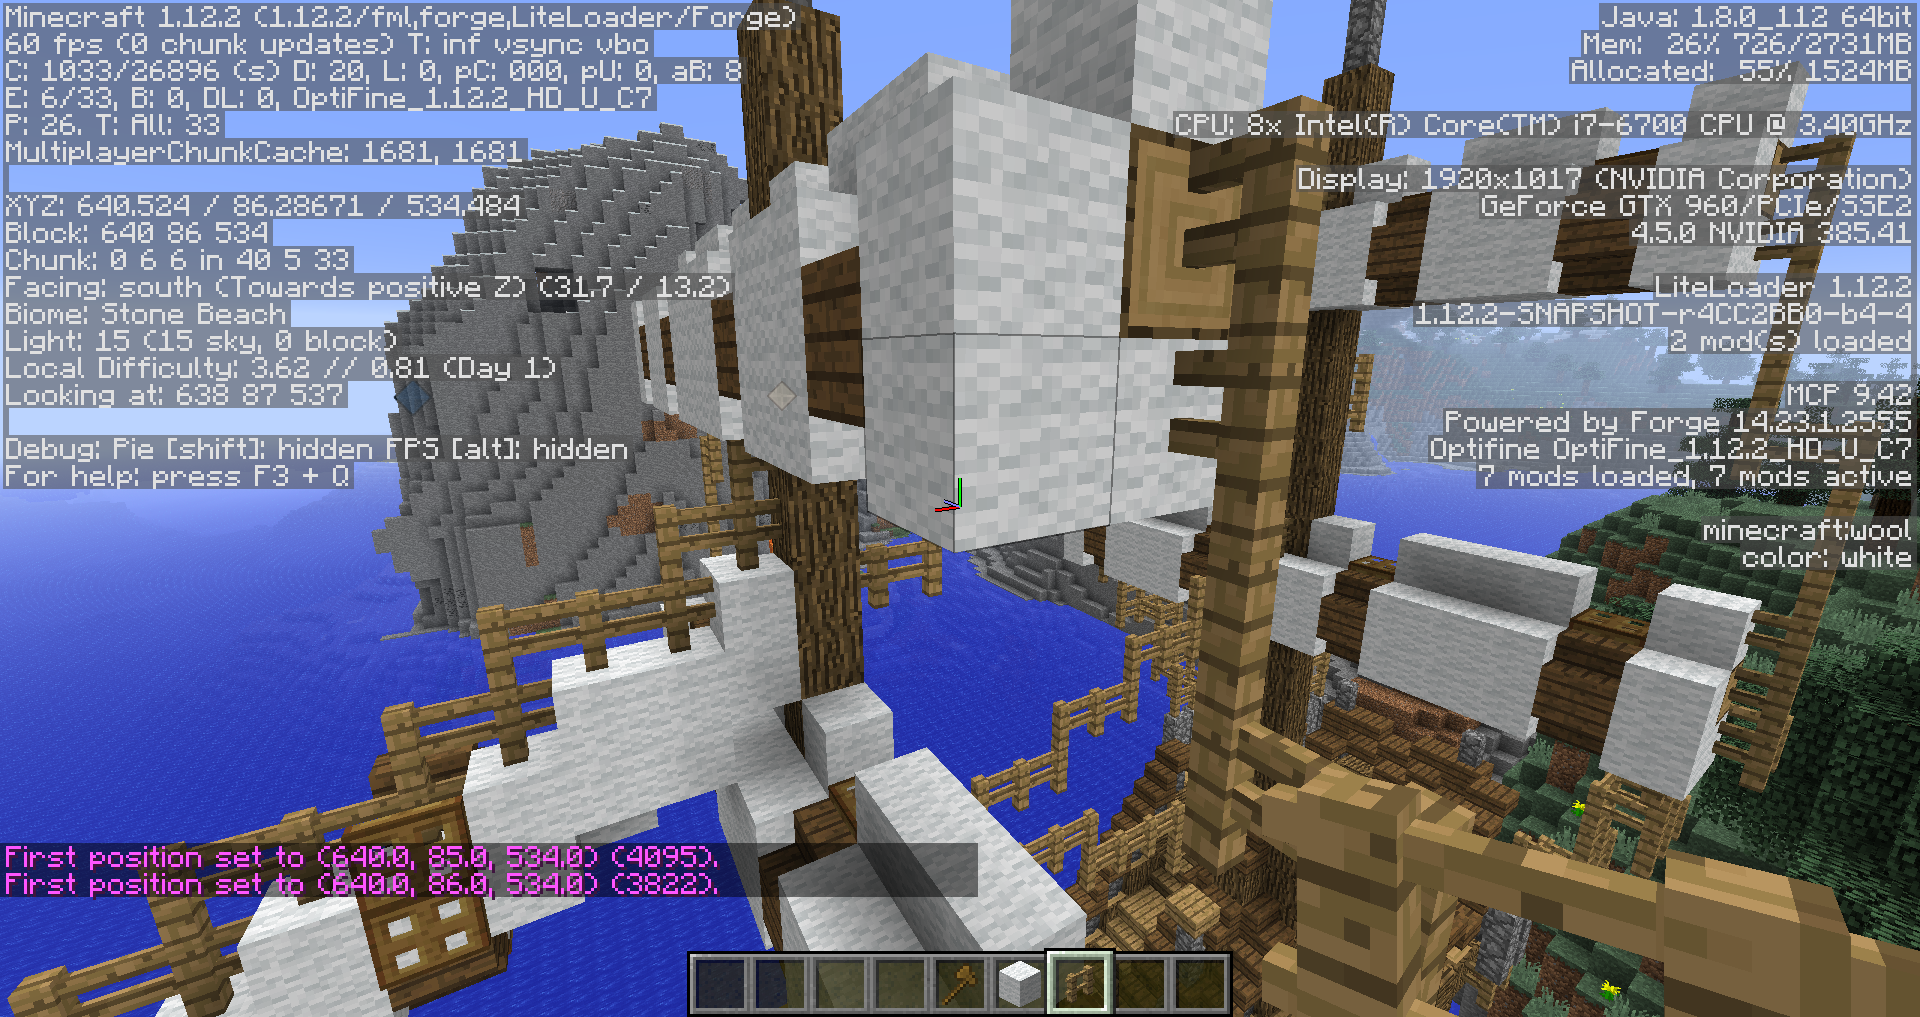 Minecraft 1.12.2 (1.12.2/fml,forge,LiteLoader/Forge)
60 fps (0 chunk updates) T: inf vsync vbo
C: 1033/26896 (s) D: 20, L: 0, pC: 000, pU: 0, aB: 8
E: 6/33, B: 0, DL: 0, OptiFine_1.12.2_HD_U_C7
P: 26. T: All: 33
MultiplayerChunkCache: 1681, 1681
XYZ: 640.524 / 86.28671 / 534.484
Block: 640 86 534
Chunk: 0 6 6 in 40 5 33
Facing: south (Towards positive Z) (31.7 / 13.2)
Biome: Stone Beach
Light: 15 (15 sky, 0 block)
Local Difficulty: 3.62 // 0.81 (Day 1)
Looking at: 638 87 537
Debug: Pie [shift]: hidden FPS [alt]: hidden
For help: press F3 + Q
Java: 1.8.0_112 64bit
Mem: 26% 726/2731MB
Allocated: 55% 1524MB
CPU: 8x Intel(R) Core(TM) i7-6700 CPU @ 3.40GHz
Display: 1920x1017 (NVIDIA Corporation)
GeForce GTX 960/PCIe/SSE2
4.5.0 NVIDIA 385.41
LiteLoader 1.12.2
1.12.2-SNAPSHOT-r4CC2BB0-b4-4
2 mod(s) loaded
MCP 9.42
Powered by Forge 14.23.1.2555
Optifine OptiFine_1.12.2_HD_U_C7
7 mods loaded, 7 mods active
minecraft:wool
color: white
First position set to (640.0, 85.0, 534.0) (4095).
First position set to (640.0, 86.0, 534.0) (3822).